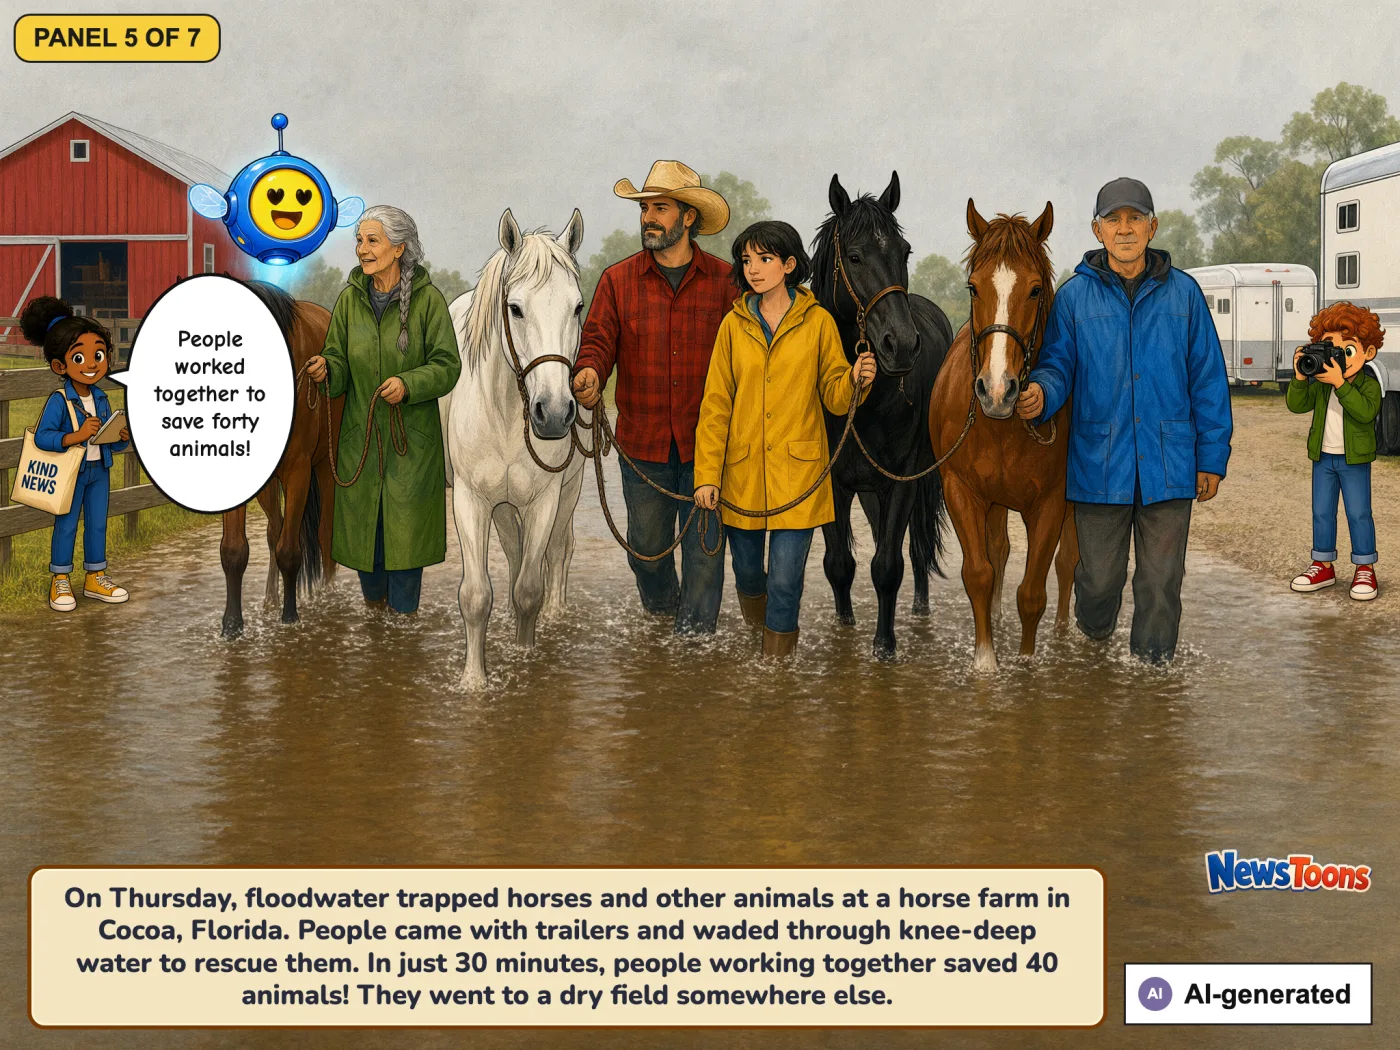 PANEL 5 OF 7
People
worked
together to
save forty
animals!
KIND
NEWS
On Thursday, floodwater trapped horses and other animals at a horse farm in
Cocoa, Florida. People came with trailers and waded through knee-deep
water to rescue them. In just 30 minutes, people working together saved 40
animals! They went to a dry field somewhere else.
NewsToons
AI AI-generated